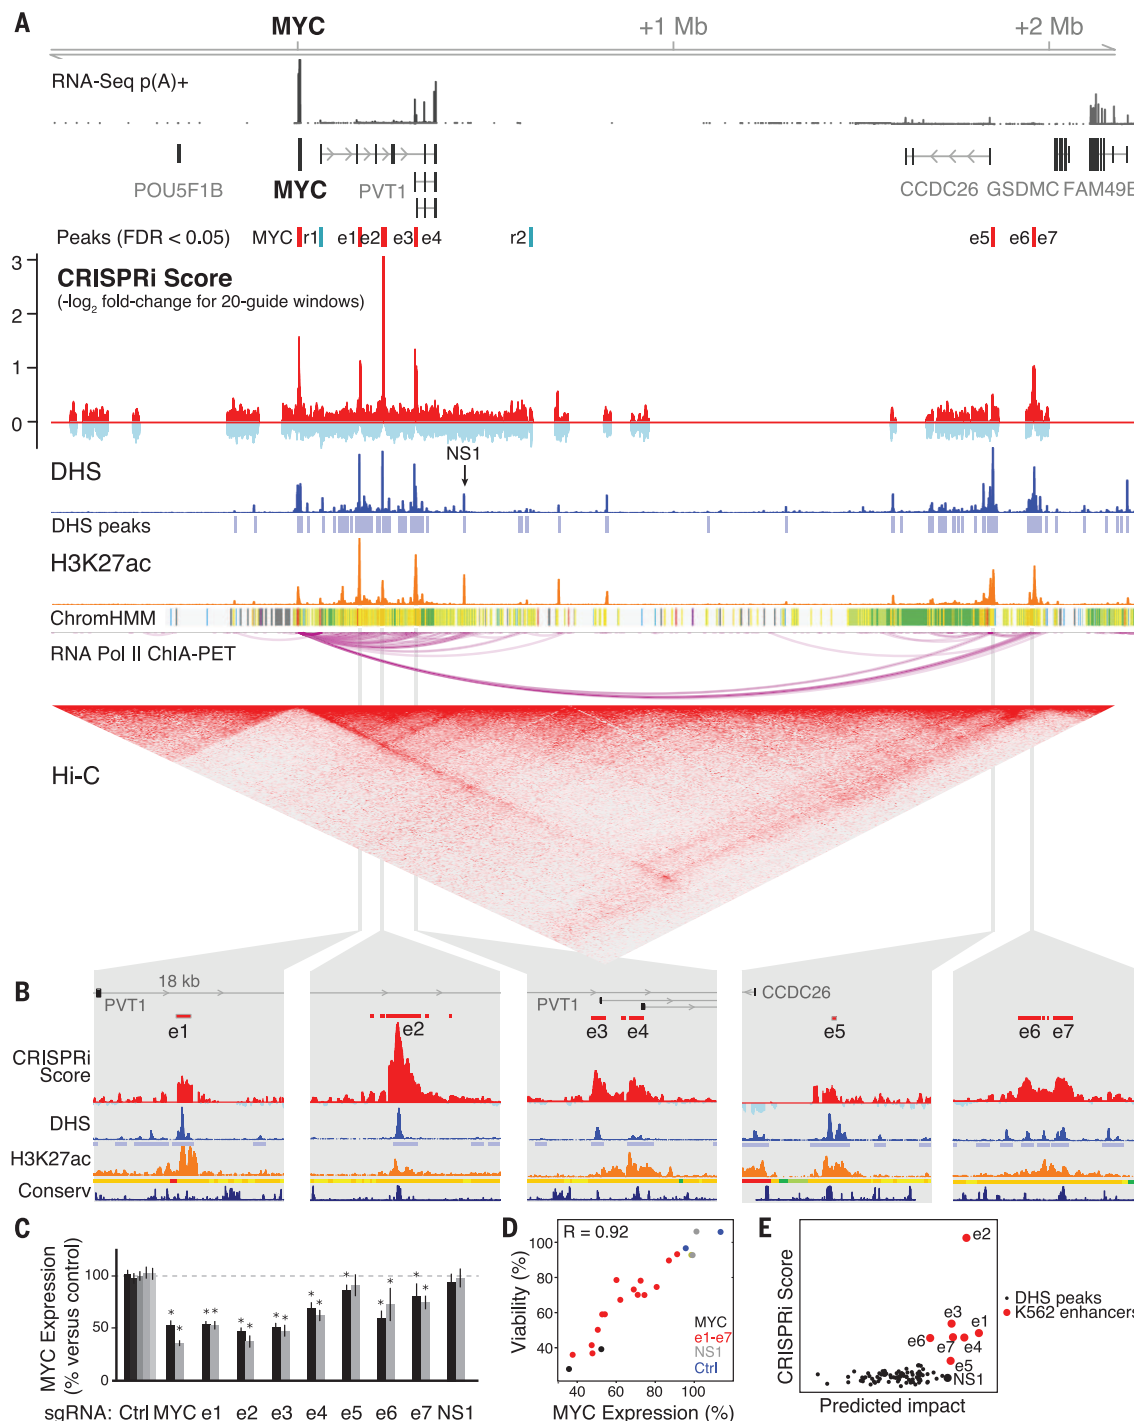 A
MYC
+1 Mb
+2 Mb
RNA-Seq p(A)+
POU5F1B
MYC
PVT1
CCDC26
GSDMC
FAM49B
Peaks (FDR < 0.05)
MYC r1 e1 e2 e3 e4 r2 e5 e6 e7
CRISPRi Score
(-log2 fold-change for 20-guide windows)
3
2
1
0
NS1
DHS
DHS peaks
H3K27ac
ChromHMM
RNA Pol II ChIA-PET
Hi-C
B
18 kb
PVT1
PVT1
CCDC26
e1 e2 e3 e4 e5 e6 e7
CRISPRi
Score
DHS
H3K27ac
Conserv
C
MYC Expression
(% versus control)
100
50
0
* * * * * * * * * * * * *
sgRNA: Ctrl MYC e1 e2 e3 e4 e5 e6 e7 NS1
D
R = 0.92
Viability (%)
100
80
60
40
MYC
e1-e7
NS1
Ctrl
40 60 80 100
MYC Expression (%)
E
CRISPRi Score
e2
e3
e1
e6
e7
e4
e5
NS1
DHS peaks
K562 enhancers
Predicted impact